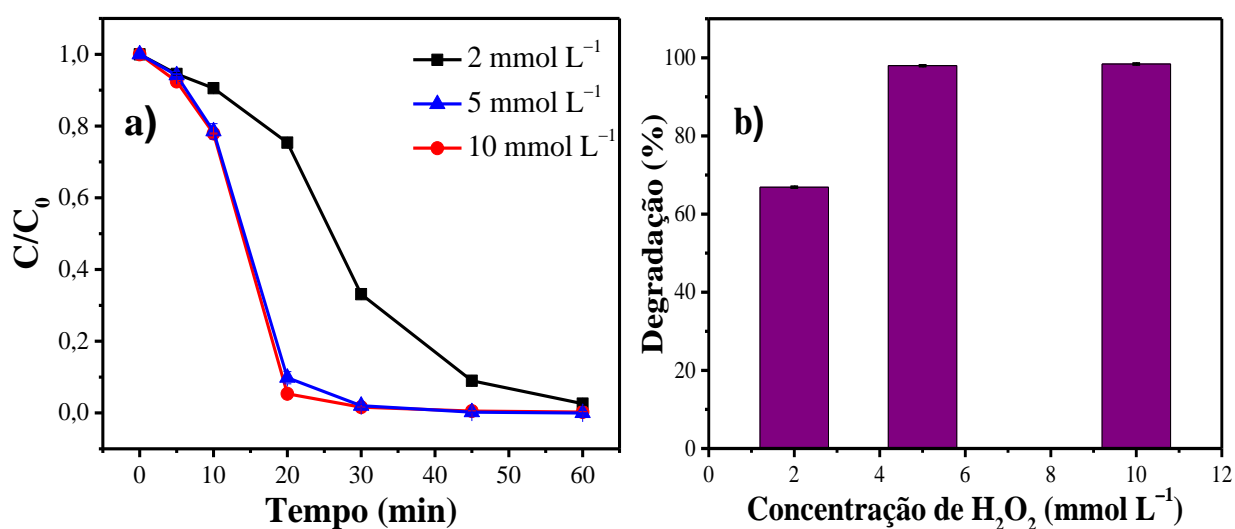 1,0
0,8
0,6
0,4
0,2
0,0
C/C₀
a)
2 mmol L⁻¹
5 mmol L⁻¹
10 mmol L⁻¹
0 10 20 30 40 50 60
Tempo (min)
100
80
60
40
20
0
Degradação (%)
b)
0 2 4 6 8 10 12
Concentração de H₂O₂ (mmol L⁻¹)